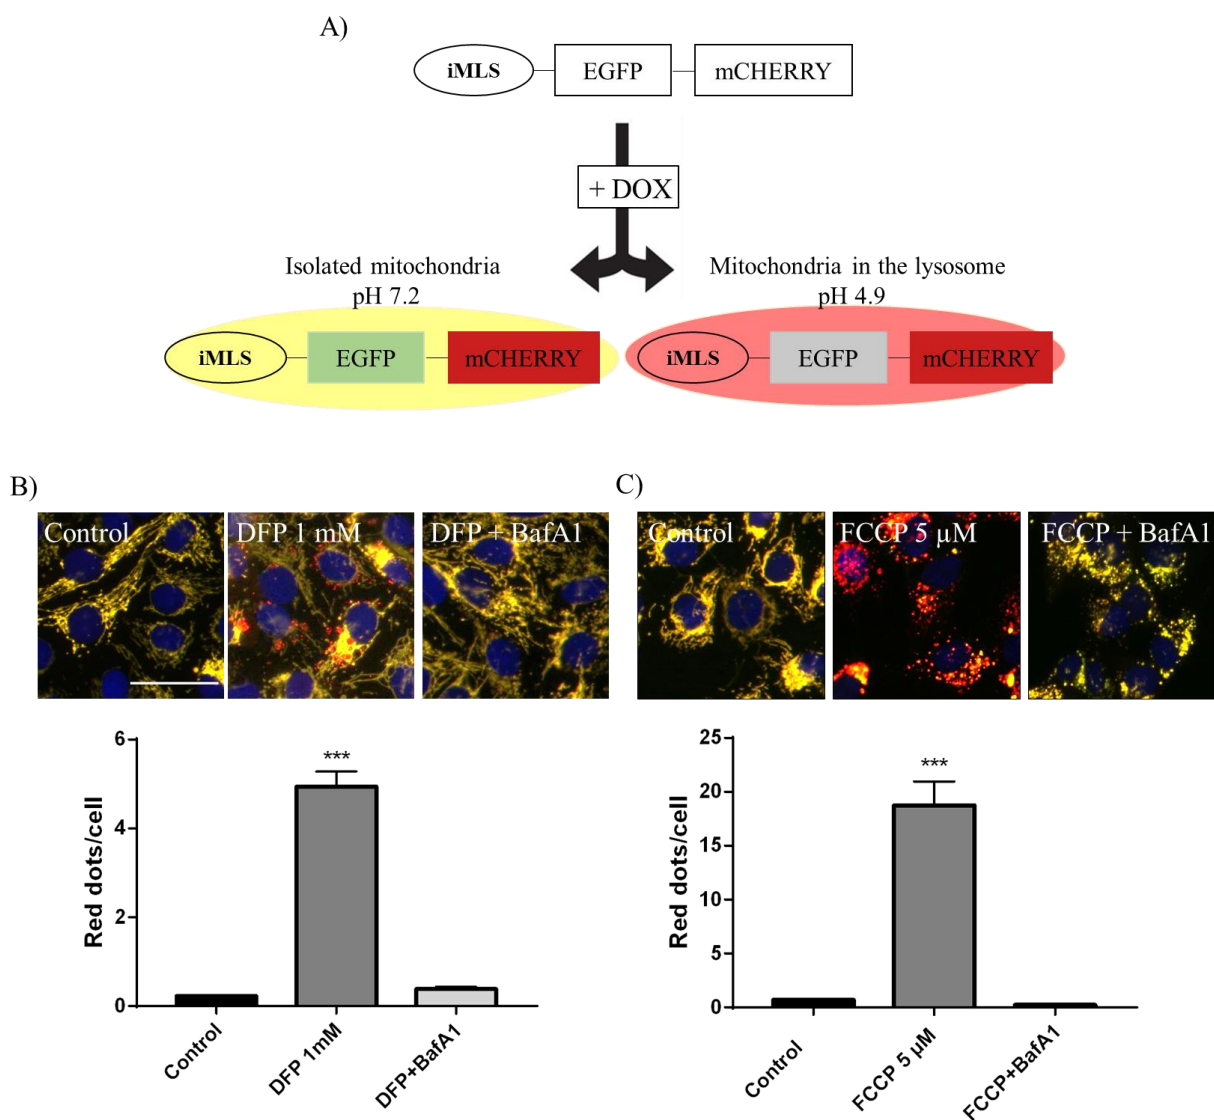 A)
iMLS EGFP mCHERRY
+ DOX
Isolated mitochondria
pH 7.2
Mitochondria in the lysosome
pH 4.9
iMLS EGFP mCHERRY
iMLS EGFP mCHERRY
B)
Control DFP 1 mM DFP + BafA1
6
4
2
0
Red dots/cell
***
Control
DFP 1mM
DFP+BafA1
C)
Control FCCP 5 µM FCCP + BafA1
25
20
15
10
5
0
Red dots/cell
***
Control
FCCP 5 µM
FCCP+BafA1